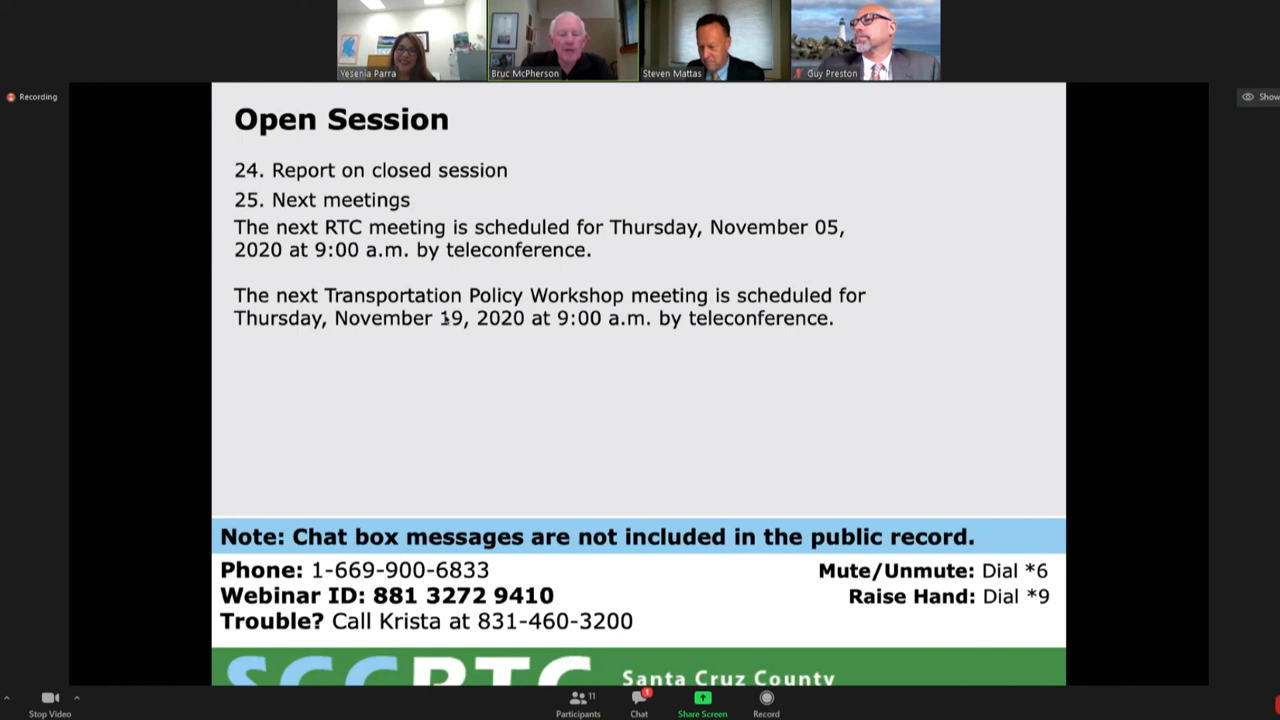 Yesenia Parra
Bruc McPherson
Steven Mattas
Guy Preston
Recording
Show
Open Session
24. Report on closed session
25. Next meetings
The next RTC meeting is scheduled for Thursday, November 05,
2020 at 9:00 a.m. by teleconference.
The next Transportation Policy Workshop meeting is scheduled for
Thursday, November 19, 2020 at 9:00 a.m. by teleconference.
Note: Chat box messages are not included in the public record.
Phone: 1-669-900-6833
Mute/Unmute: Dial *6
Webinar ID: 881 3272 9410
Raise Hand: Dial *9
Trouble? Call Krista at 831-460-3200
SCCRTC Santa Cruz County
11
1
Stop Video
Participants
Chat
Share Screen
Record